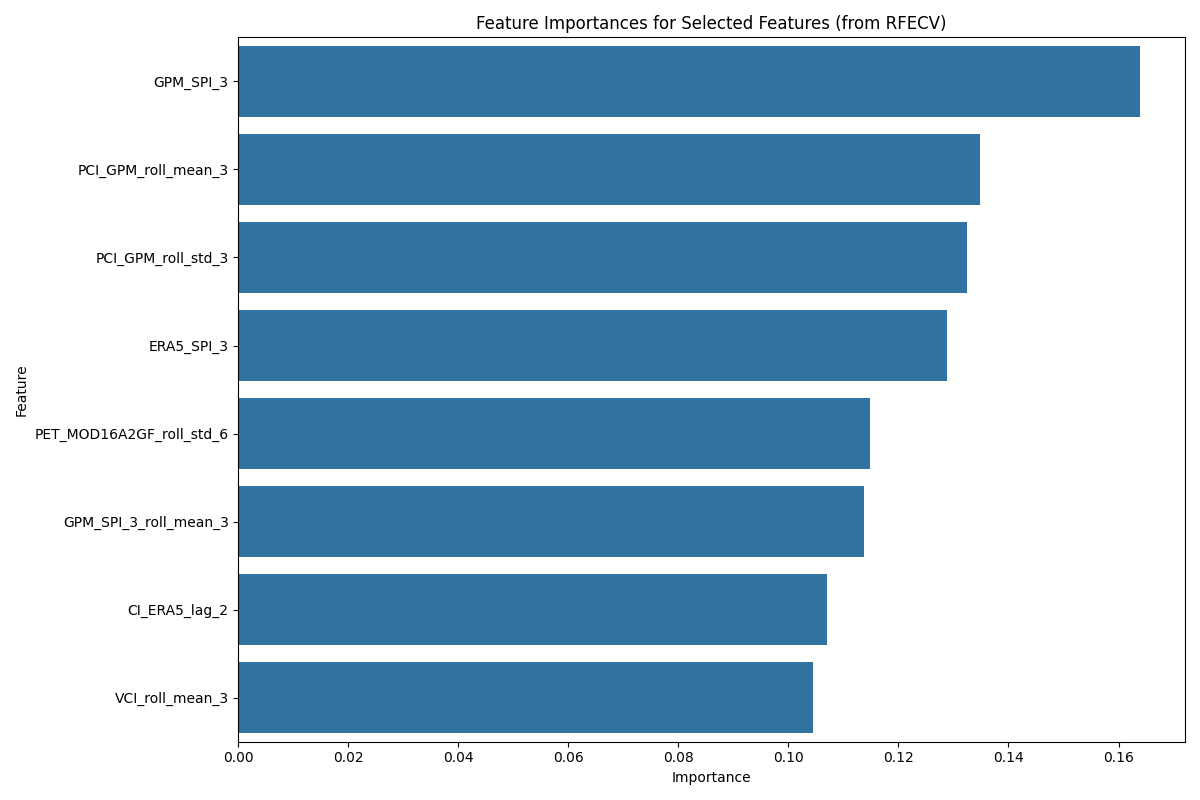 Feature Importances for Selected Features (from RFECV)
GPM_SPI_3
PCI_GPM_roll_mean_3
PCI_GPM_roll_std_3
ERA5_SPI_3
PET_MOD16A2GF_roll_std_6
GPM_SPI_3_roll_mean_3
CI_ERA5_lag_2
VCI_roll_mean_3
Feature
0.00 0.02 0.04 0.06 0.08 0.10 0.12 0.14 0.16
Importance